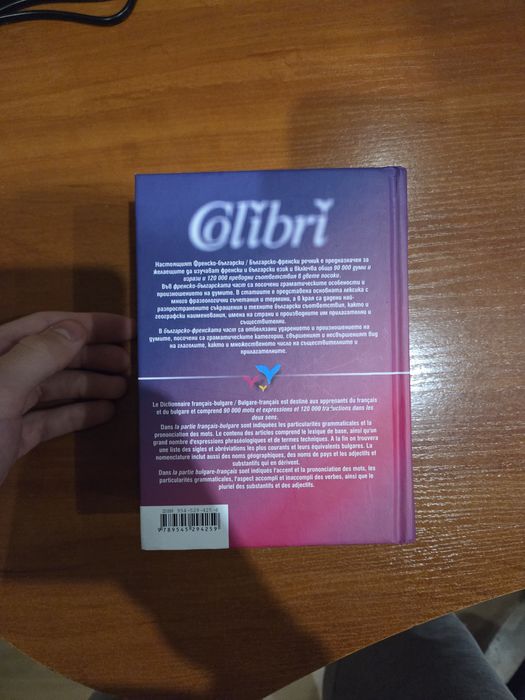 Colibri
Настоящият Френско-български / Българско-френски речник е предназначен за
желаещите да изучават френски и български език и включва общо 90 000 думи и
изрази и 120 000 преводни съответствия в двете посоки.
Във френско-българската част са посочени граматическите особености и
произношението на думите. В статиите е представена основната лексика с
много фразеологични съчетания и термини, а в края са дадени най-
разпространените съкращения и техните български съответствия, както и
географски наименования, имена на страни и производните им прилагателни и
съществителни.
В българско-френската част са отбелязани ударението и произношението на
думите, посочени са граматическите категории, свършеният и несвършеният вид
на глаголите, както и множественото число на съществителните и
прилагателните.
Le Dictionnaire français-bulgare / Bulgare-français est destiné aux apprenants du français
et du bulgare et comprend 90 000 mots et expressions et 120 000 traductions dans les
deux sens.
Dans la partie français-bulgare sont indiquées les particularités grammaticales et la
prononciation des mots. Le contenu des articles comprend le lexique de base, ainsi qu'un
grand nombre d'expressions phraséologiques et de termes techniques. A la fin on trouvera
une liste des sigles et abréviations les plus courants et leurs équivalents bulgares. La
nomenclature inclut aussi des noms géographiques, des noms de pays et les adjectifs et
substantifs qui en dérivent.
Dans la partie bulgare-français sont indiqués l'accent et la prononciation des mots, les
particularités grammaticales, l'aspect accompli et inaccompli des verbes, ainsi que le
pluriel des substantifs et des adjectifs.
ISBN 954-529-425-6
9789545294259